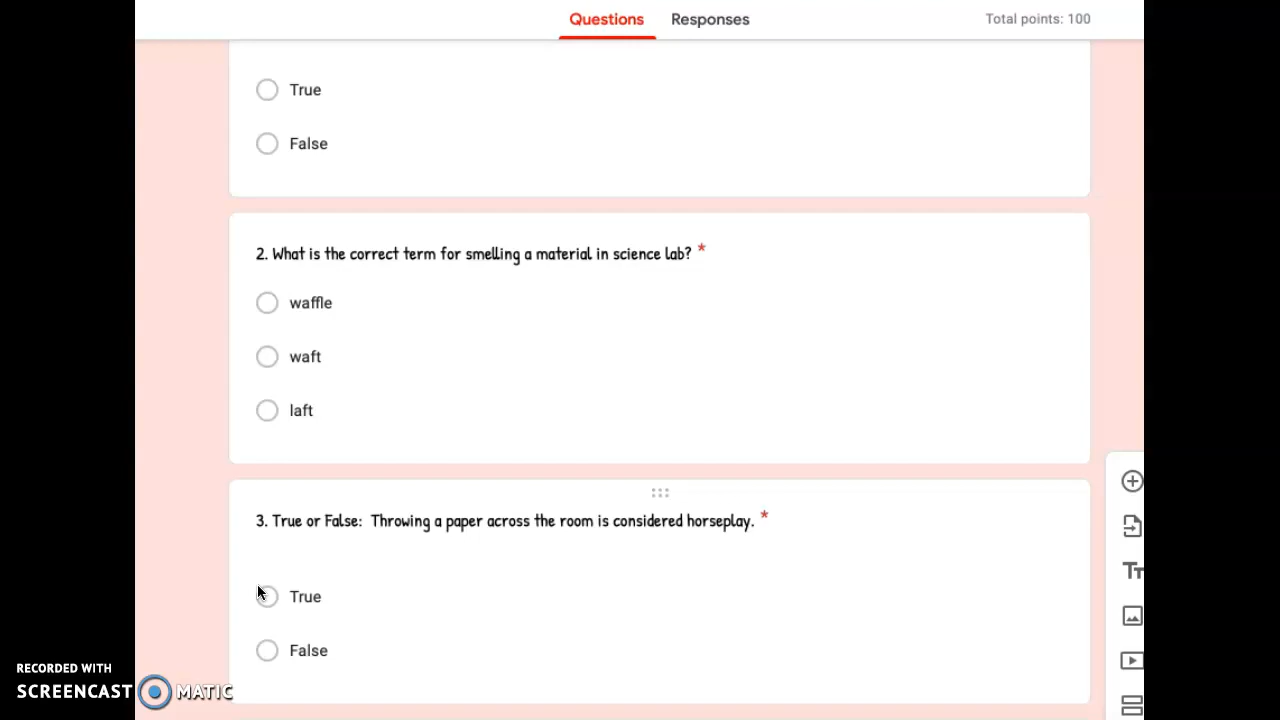 Questions Responses Total points: 100
True
False
2. What is the correct term for smelling a material in science lab? *
waffle
waft
laft
3. True or False: Throwing a paper across the room is considered horseplay. *
True
False
RECORDED WITH
SCREENCAST MATIC